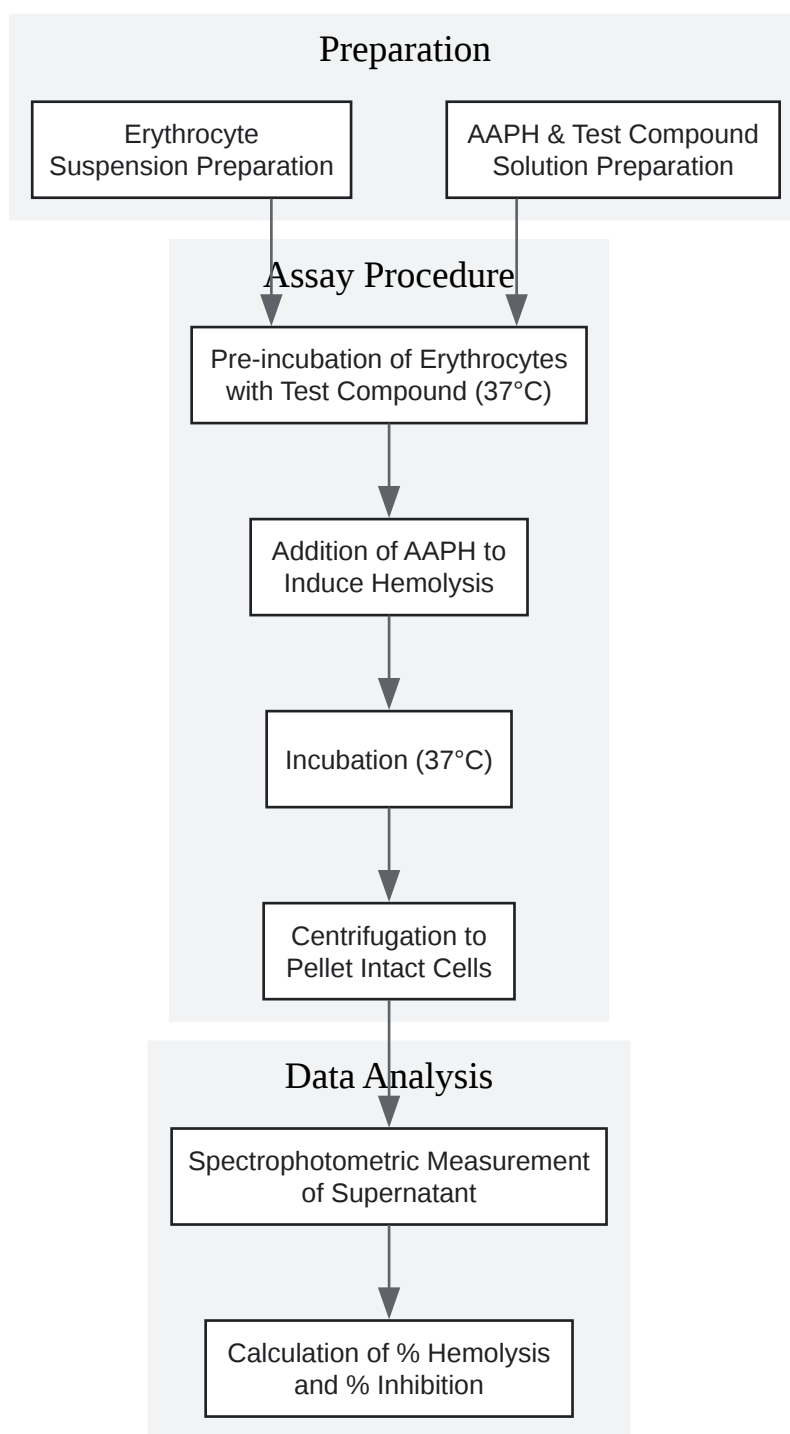 Preparation
Erythrocyte
Suspension Preparation
AAPH & Test Compound
Solution Preparation
Assay Procedure
Pre-incubation of Erythrocytes
with Test Compound (37°C)
Addition of AAPH to
Induce Hemolysis
Incubation (37°C)
Centrifugation to
Pellet Intact Cells
Data Analysis
Spectrophotometric Measurement
of Supernatant
Calculation of % Hemolysis
and % Inhibition